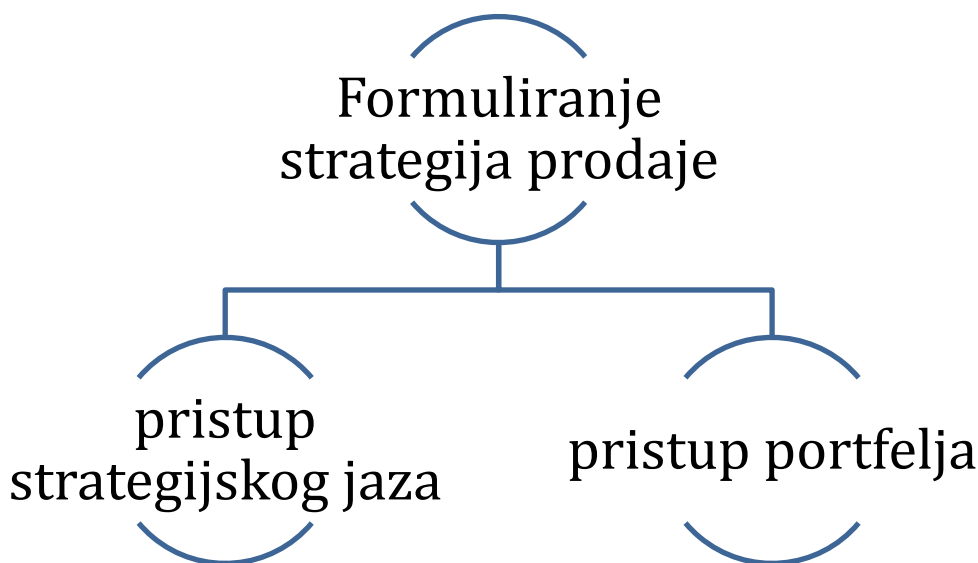 Formuliranje
strategija prodaje
pristup
strategijskog jaza
pristup portfelja